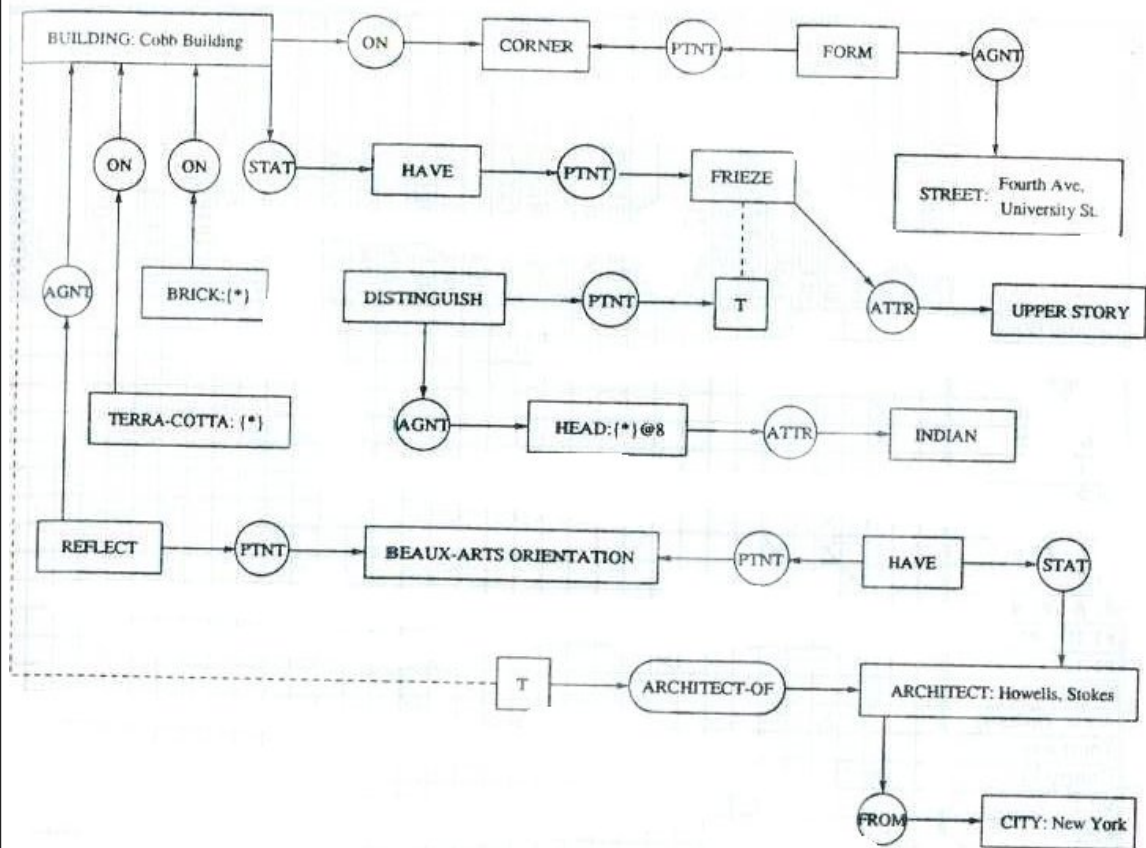 BUILDING: Cobb Building
ON
CORNER
PTNT
FORM
AGNT
ON
ON
STAT
HAVE
PTNT
FRIEZE
STREET: Fourth Ave,
University St.
AGNT
BRICK:{*}
DISTINGUISH
PTNT
T
ATTR
UPPER STORY
TERRA-COTTA: {*}
AGNT
HEAD:{*}@8
ATTR
INDIAN
REFLECT
PTNT
BEAUX-ARTS ORIENTATION
PTNT
HAVE
STAT
T
ARCHITECT-OF
ARCHITECT: Howells, Stokes
FROM
CITY: New York